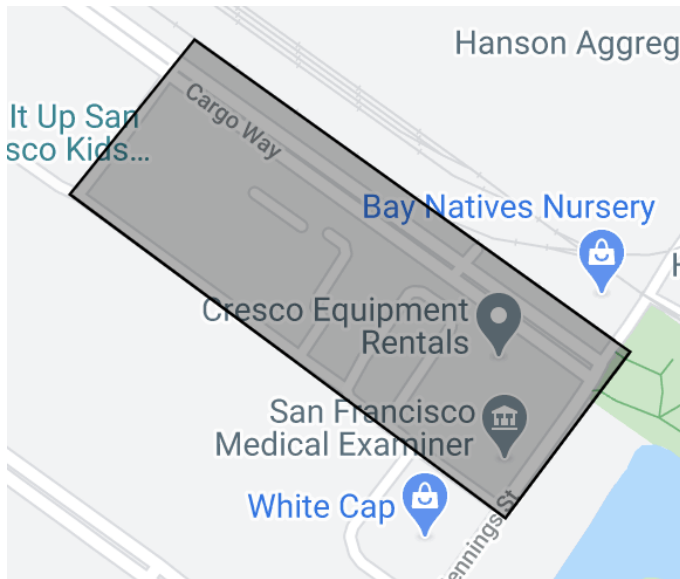 Hanson Aggreg
Cargo Way
It Up San
sco Kids...
Bay Natives Nursery
H
Cresco Equipment
Rentals
San Francisco
Medical Examiner
White Cap
ennings St